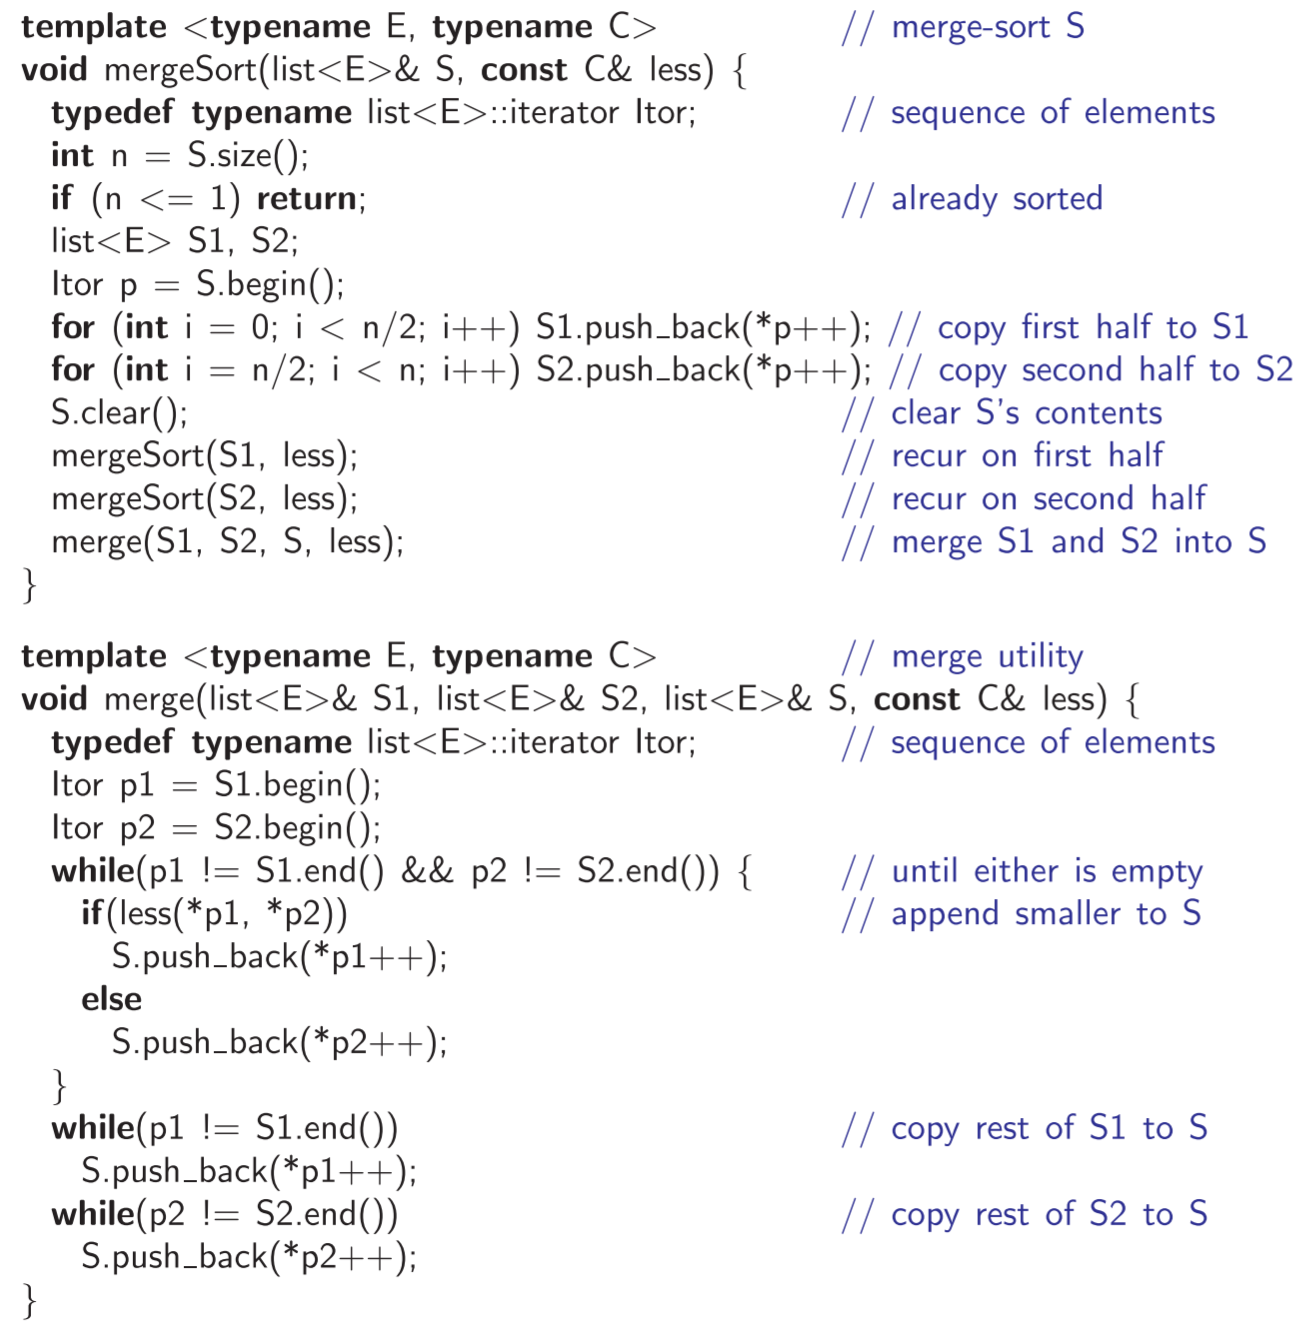 template <typename E, typename C> // merge-sort S
void mergeSort(list<E>& S, const C& less) {
typedef typename list<E>::iterator Itor; // sequence of elements
int n = S.size();
if (n <= 1) return; // already sorted
list<E> S1, S2;
Itor p = S.begin();
for (int i = 0; i < n/2; i++) S1.push_back(*p++); // copy first half to S1
for (int i = n/2; i < n; i++) S2.push_back(*p++); // copy second half to S2
S.clear(); // clear S's contents
mergeSort(S1, less); // recur on first half
mergeSort(S2, less); // recur on second half
merge(S1, S2, S, less); // merge S1 and S2 into S
}
template <typename E, typename C> // merge utility
void merge(list<E>& S1, list<E>& S2, list<E>& S, const C& less) {
typedef typename list<E>::iterator Itor; // sequence of elements
Itor p1 = S1.begin();
Itor p2 = S2.begin();
while(p1 != S1.end() && p2 != S2.end()) { // until either is empty
if(less(*p1, *p2)) // append smaller to S
S.push_back(*p1++);
else
S.push_back(*p2++);
}
while(p1 != S1.end()) // copy rest of S1 to S
S.push_back(*p1++);
while(p2 != S2.end()) // copy rest of S2 to S
S.push_back(*p2++);
}